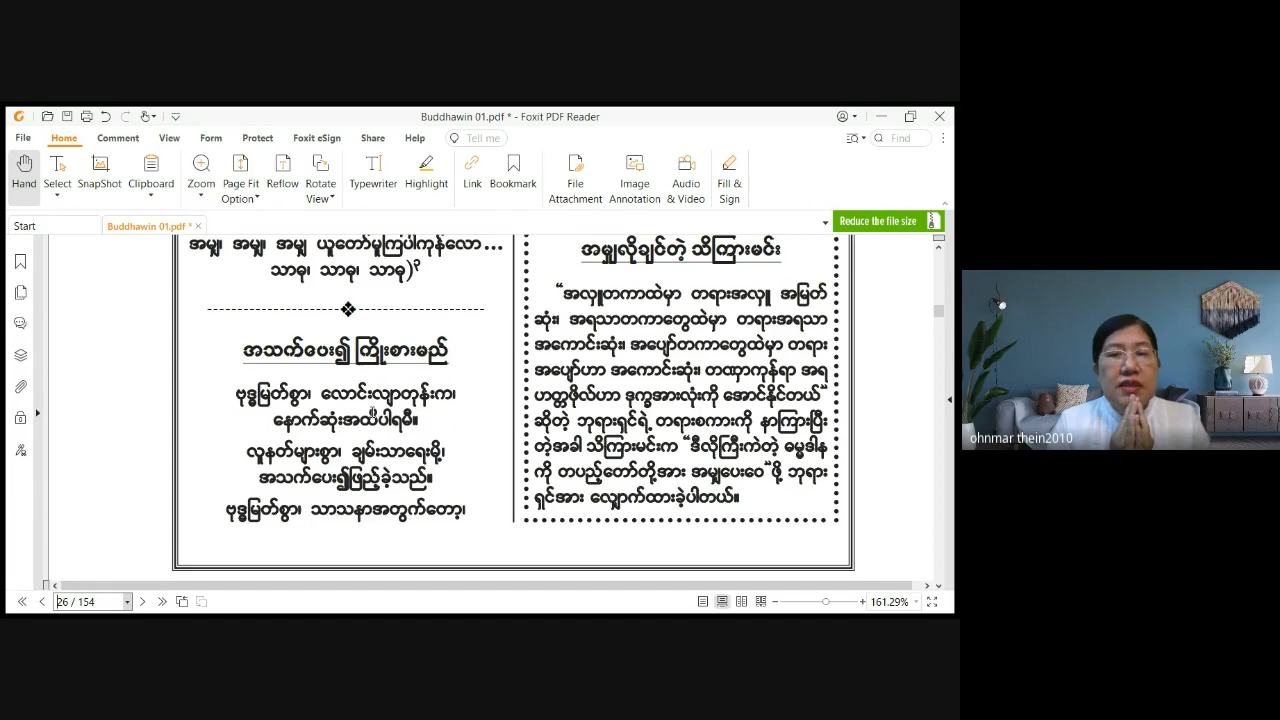 Buddhawin 01.pdf * - Foxit PDF Reader
File Home Comment View Form Protect Foxit eSign Share Help Tell me Find
Hand Select SnapShot Clipboard Zoom Page Fit Option Reflow Rotate View Typewriter Highlight Link Bookmark File Attachment Image Annotation Audio & Video Fill & Sign
Start Buddhawin 01.pdf * Reduce the file size
အမျှ၊ အမျှ၊ အမျှ ယူတော်မူကြပါကုန်လော...
သာဓု၊ သာဓု၊ သာဓု)၃
အသက်ပေး၍ ကြိုးစားမည်
ဗုဒ္ဓမြတ်စွာ၊ လောင်းလျာတုန်းက၊
နောက်ဆုံးအထိပါရမီ။
လူနတ်များစွာ၊ ချမ်းသာရေးမို့၊
အသက်ပေး၍ဖြည့်ခဲ့သည်။
ဗုဒ္ဓမြတ်စွာ၊ သာသနာအတွက်တော့၊
အမျှလိုချင်တဲ့ သိကြားမင်း
“အလှူတကာထဲမှာ တရားအလှူ အမြတ်
ဆုံး၊ အရသာတကာတွေထဲမှာ တရားအရသာ
အကောင်းဆုံး၊ အပျော်တကာတွေထဲမှာ တရား
အပျော်ဟာ အကောင်းဆုံး၊ တဏှာကုန်ရာ အရ
ဟတ္တဖိုလ်ဟာ ဒုက္ခအားလုံးကို အောင်နိုင်တယ်”
ဆိုတဲ့ ဘုရားရှင်ရဲ့ တရားစကားကို နာကြားပြီး
တဲ့အခါ သိကြားမင်းက “ဒီလိုကြီးကဲတဲ့ ဓမ္မဒါန
ကို တပည့်တော်တို့အား အမျှပေးဝေ”ဖို့ ဘုရား
ရှင်အား လျှောက်ထားခဲ့ပါတယ်။
26 / 154 161.29%
ohnmar thein2010